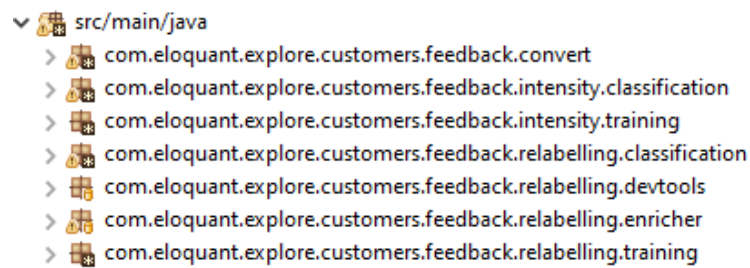 src/main/java
com.eloquant.explore.customers.feedback.convert
com.eloquant.explore.customers.feedback.intensity.classification
com.eloquant.explore.customers.feedback.intensity.training
com.eloquant.explore.customers.feedback.relabelling.classification
com.eloquant.explore.customers.feedback.relabelling.devtools
com.eloquant.explore.customers.feedback.relabelling.enricher
com.eloquant.explore.customers.feedback.relabelling.training